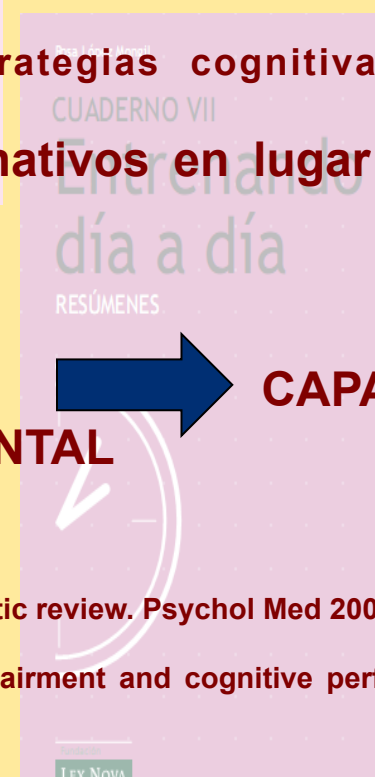 rategias cognitiva
Rosa López Mongil
CUADERNO VII
nativos en lugar
Entrenando
día a día
RESÚMENES
CAPA
NTAL
tic review. Psychol Med 200
airment and cognitive perf
LEX NOVA